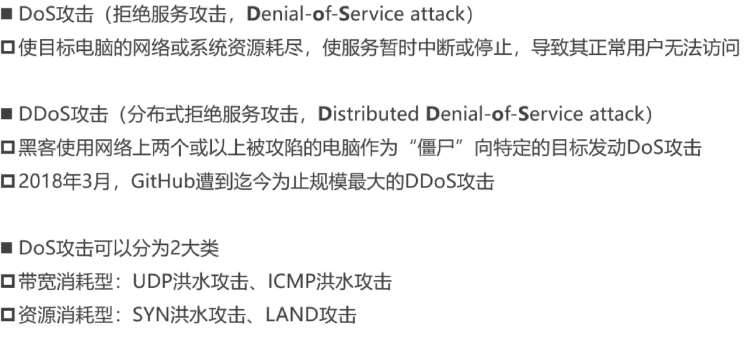 ■ DoS攻击（拒绝服务攻击，Denial-of-Service attack）
□使目标电脑的网络或系统资源耗尽，使服务暂时中断或停止，导致其正常用户无法访问
■ DDoS攻击（分布式拒绝服务攻击，Distributed Denial-of-Service attack）
□黑客使用网络上两个或以上被攻陷的电脑作为“僵尸”向特定的目标发动DoS攻击
□2018年3月，GitHub遭到迄今为止规模最大的DDoS攻击
■ DoS攻击可以分为2大类
□带宽消耗型：UDP洪水攻击、ICMP洪水攻击
□资源消耗型：SYN洪水攻击、LAND攻击